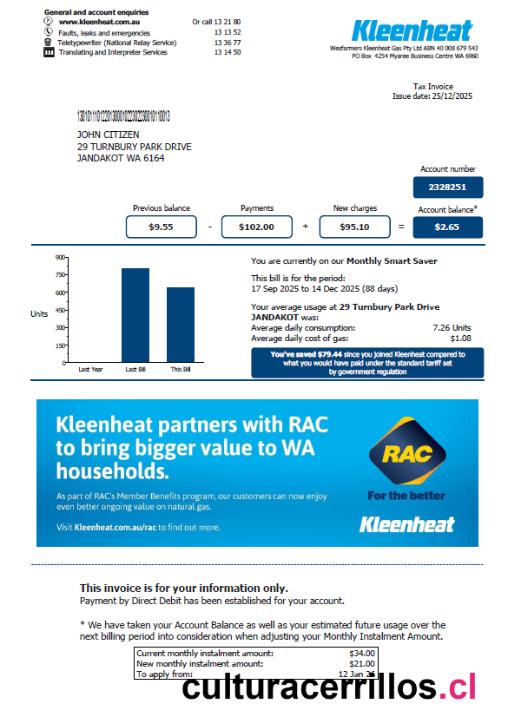 General and account enquiries
www.kleenheat.com.au Or call 13 21 80
Faults, leaks and emergencies 13 13 52
Teletypewriter (National Relay Service) 13 36 77
Translating and Interpreter Services 13 14 50
Kleenheat
Wesfarmers Kleenheat Gas Pty Ltd ABN 40 008 679 543
PO Box 4254 Myaree Business Centre WA 6960
Tax Invoice
Issue date: 25/12/2025
JOHN CITIZEN
29 TURNBURY PARK DRIVE
JANDAKOT WA 6164
Account number
2328251
Previous balance Payments New charges Account balance*
$9.55 - $102.00 + $95.10 = $2.65
900
750
600
450
300
150
0
Units
Last Year Last Bill This Bill
You are currently on our Monthly Smart Saver
This bill is for the period:
17 Sep 2025 to 14 Dec 2025 (88 days)
Your average usage at 29 Turnbury Park Drive
JANDAKOT was:
Average daily consumption: 7.26 Units
Average daily cost of gas: $1.08
You've saved $79.44 since you joined Kleenheat compared to
what you would have paid under the standard tariff set
by government regulation
Kleenheat partners with RAC
to bring bigger value to WA
households.
As part of RAC's Member Benefits program, our customers can now enjoy
even better ongoing value on natural gas.
Visit Kleenheat.com.au/rac to find out more.
RAC
For the better
Kleenheat
This invoice is for your information only.
Payment by Direct Debit has been established for your account.
* We have taken your Account Balance as well as your estimated future usage over the
next billing period into consideration when adjusting your Monthly Instalment Amount.
Current monthly instalment amount: $34.00
New monthly instalment amount: $21.00
To apply from: 12 Jan
culturacerrillos.cl